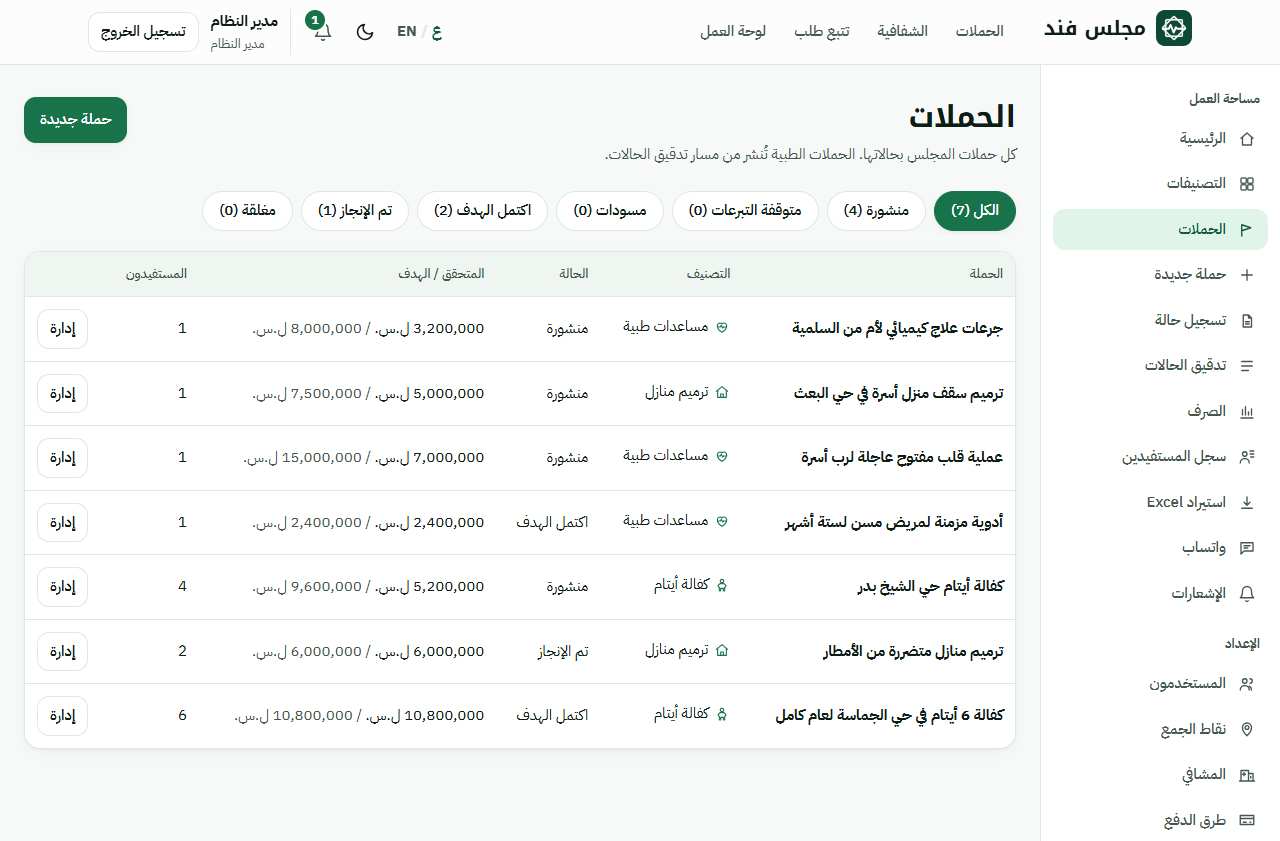 مجلس فند
الحملات
الشفافية
تتبع طلب
لوحة العمل
ع / EN
1
مدير النظام
مدير النظام
تسجيل الخروج
مساحة العمل
الرئيسية
التصنيفات
الحملات
حملة جديدة
تسجيل حالة
تدقيق الحالات
الصرف
سجل المستفيدين
استيراد Excel
واتساب
الإشعارات
الإعداد
المستخدمون
نقاط الجمع
المشافي
طرق الدفع
الحملات
حملة جديدة
كل حملات المجلس بحالاتها. الحملات الطبية تُنشر من مسار تدقيق الحالات.
الكل (7)
منشورة (4)
متوقفة التبرعات (0)
مسودات (0)
اكتمل الهدف (2)
تم الإنجاز (1)
مغلقة (0)
الحملة التصنيف الحالة المتحقق / الهدف المستفيدون
جرعات علاج كيميائي لأم من السلمية مساعدات طبية منشورة 3,200,000 ل.س. / 8,000,000 ل.س. 1 إدارة
ترميم سقف منزل أسرة في حي البعث ترميم منازل منشورة 5,000,000 ل.س. / 7,500,000 ل.س. 1 إدارة
عملية قلب مفتوح عاجلة لرب أسرة مساعدات طبية منشورة 7,000,000 ل.س. / 15,000,000 ل.س. 1 إدارة
أدوية مزمنة لمريض مسن لستة أشهر مساعدات طبية اكتمل الهدف 2,400,000 ل.س. / 2,400,000 ل.س. 1 إدارة
كفالة أيتام حي الشيخ بدر كفالة أيتام منشورة 5,200,000 ل.س. / 9,600,000 ل.س. 4 إدارة
ترميم منازل متضررة من الأمطار ترميم منازل تم الإنجاز 6,000,000 ل.س. / 6,000,000 ل.س. 2 إدارة
كفالة 6 أيتام في حي الجماسة لعام كامل كفالة أيتام اكتمل الهدف 10,800,000 ل.س. / 10,800,000 ل.س. 6 إدارة